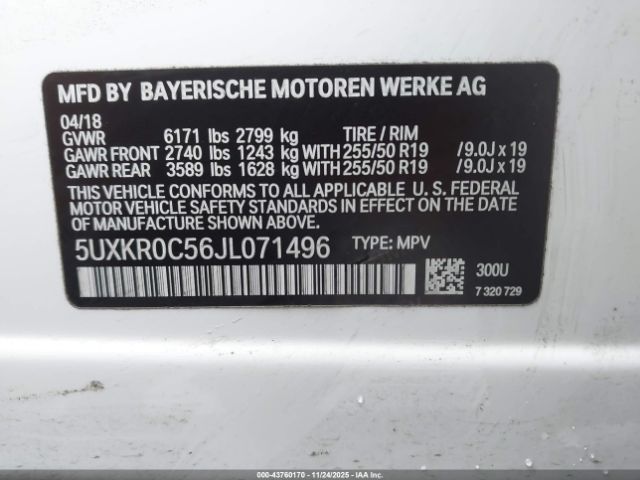 MFD BY BAYERISCHE MOTOREN WERKE AG
04/18
GVWR 6171 lbs 2799 kg TIRE / RIM
GAWR FRONT 2740 lbs 1243 kg WITH 255/50 R19 /9.0J x 19
GAWR REAR 3589 lbs 1628 kg WITH 255/50 R19 /9.0J x 19
THIS VEHICLE CONFORMS TO ALL APPLICABLE U. S. FEDERAL
MOTOR VEHICLE SAFETY STANDARDS IN EFFECT ON THE DATE
OF MANUFACTURE SHOWN ABOVE.
5UXKR0C56JL071496 TYPE: MPV
300U
7 320 729
000-43760170 - 11/24/2025 - IAA, LLC